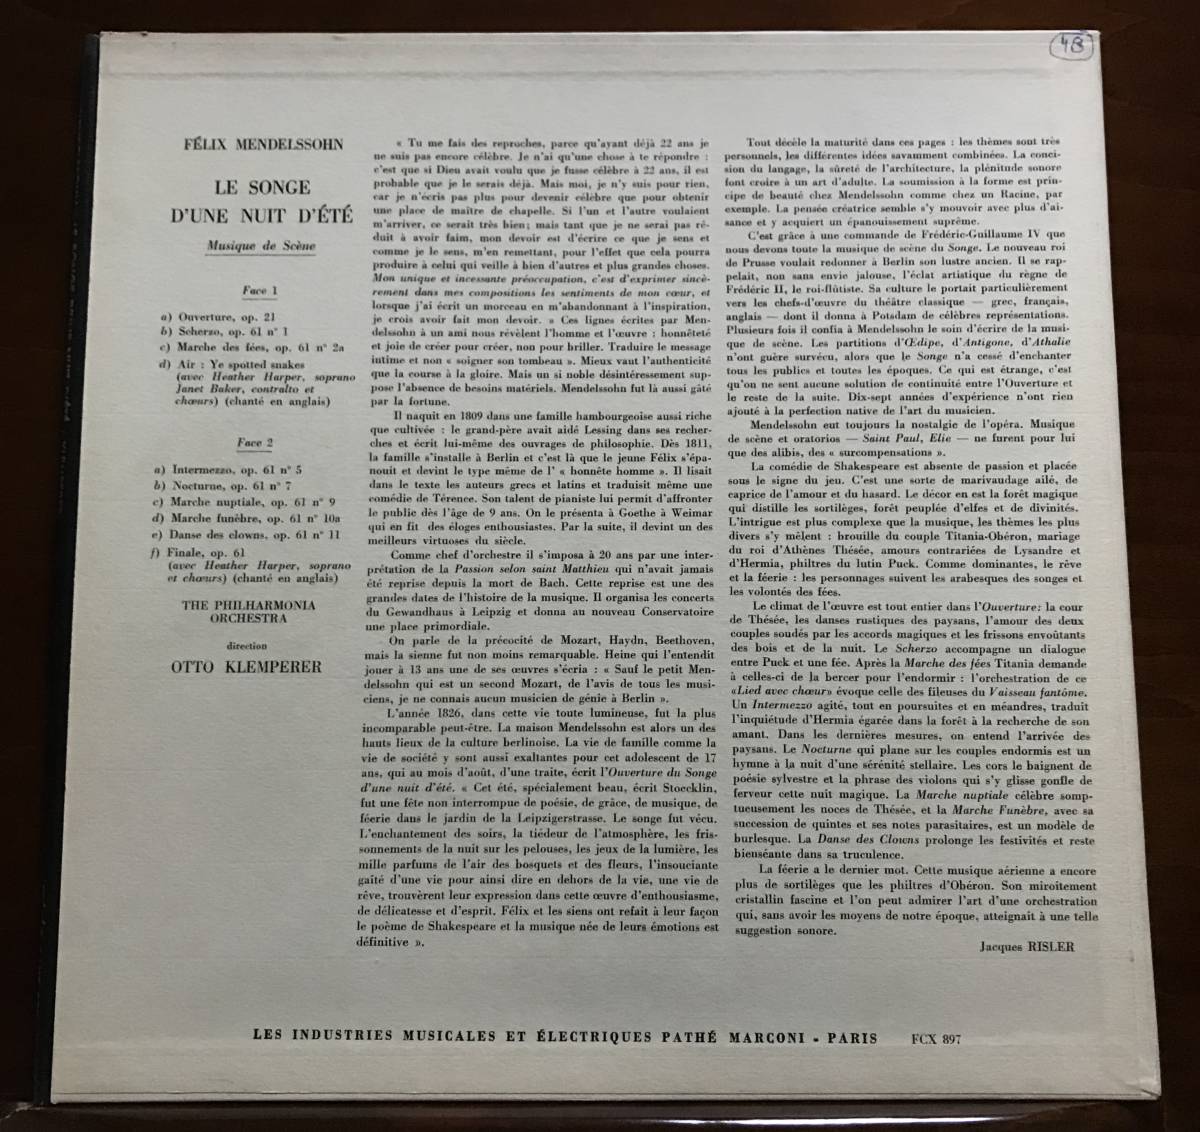 48
FÉLIX MENDELSSOHN
LE SONGE
D'UNE NUIT D'ÉTÉ
Musique de Scène
Face 1
a) Ouverture, op. 21
b) Scherzo, op. 61 n° 1
c) Marche des fées, op. 61 n° 2a
d) Air : Ye spotted snakes
(avec Heather Harper, soprano
Janet Baker, contralto et
chœurs) (chanté en anglais)
Face 2
a) Intermezzo, op. 61 n° 5
b) Nocturne, op. 61 n° 7
c) Marche nuptiale, op. 61 n° 9
d) Marche funèbre, op. 61 n° 10a
e) Danse des clowns, op. 61 n° 11
f) Finale, op. 61
(avec Heather Harper, soprano
et chœurs) (chanté en anglais)
THE PHILHARMONIA
ORCHESTRA
direction
OTTO KLEMPERER
« Tu me fais des reproches, parce qu'ayant déjà 22 ans je
ne suis pas encore célèbre. Je n'ai qu'une chose à te répondre :
c'est que si Dieu avait voulu que je fusse célèbre à 22 ans, il est
probable que je le serais déjà. Mais moi, je n'y suis pour rien,
car je n'écris pas plus pour devenir célèbre que pour obtenir
une place de maître de chapelle. Si l'un et l'autre voulaient
m'arriver, ce serait très bien; mais tant que je ne serai pas ré-
duit à avoir faim, mon devoir est d'écrire ce que je sens et
comme je le sens, m'en remettant, pour l'effet que cela pourra
produire à celui qui veille à bien d'autres et plus grandes choses.
Mon unique et incessante préoccupation, c'est d'exprimer sincè-
rement dans mes compositions les sentiments de mon cœur, et
lorsque j'ai écrit un morceau en m'abandonnant à l'inspiration,
je crois avoir fait mon devoir. » Ces lignes écrites par Men-
delssohn à un ami nous révèlent l'homme et l'œuvre : honnêteté
et joie de créer pour créer, non pour briller. Traduire le message
intime et non « soigner son tombeau ». Mieux vaut l'authenticité
que la course à la gloire. Mais un si noble désintéressement sup-
pose l'absence de besoins matériels. Mendelssohn fut là aussi gâté
par la fortune.
Il naquit en 1809 dans une famille hambourgeoise aussi riche
que cultivée : le grand-père avait aidé Lessing dans ses recher-
ches et écrit lui-même des ouvrages de philosophie. Dès 1811,
la famille s'installe à Berlin et c'est là que le jeune Félix s'épa-
nouit et devint le type même de l' « honnête homme ». Il lisait
dans le texte les auteurs grecs et latins et traduisit même une
comédie de Térence. Son talent de pianiste lui permit d'affronter
le public dès l'âge de 9 ans. On le présenta à Goethe à Weimar
qui en fit des éloges enthousiastes. Par la suite, il devint un des
meilleurs virtuoses du siècle.
Comme chef d'orchestre il s'imposa à 20 ans par une inter-
prétation de la Passion selon saint Matthieu qui n'avait jamais
été reprise depuis la mort de Bach. Cette reprise est une des
grandes dates de l'histoire de la musique. Il organisa les concerts
du Gewandhaus à Leipzig et donna au nouveau Conservatoire
une place primordiale.
On parle de la précocité de Mozart, Haydn, Beethoven,
mais la sienne fut non moins remarquable. Heine qui l'entendit
jouer à 13 ans une de ses œuvres s'écria : « Sauf le petit Men-
delssohn qui est un second Mozart, de l'avis de tous les musi-
ciens, je ne connais aucun musicien de génie à Berlin ».
L'année 1826, dans cette vie toute lumineuse, fut la plus
incomparable peut-être. La maison Mendelssohn est alors un des
hauts lieux de la culture berlinoise. La vie de famille comme la
vie de société y sont aussi exaltantes pour cet adolescent de 17
ans, qui au mois d'août, d'une traite, écrit l'Ouverture du Songe
d'une nuit d'été. « Cet été, spécialement beau, écrit Stoecklin,
fut une fête non interrompue de poésie, de grâce, de musique, de
féerie dans le jardin de la Leipzigerstrasse. Le songe fut vécu.
L'enchantement des soirs, la tiédeur de l'atmosphère, les fris-
sonnements de la nuit sur les pelouses, les jeux de la lumière, les
mille parfums de l'air des bosquets et des fleurs, l'insouciante
gaîté d'une vie pour ainsi dire en dehors de la vie, une vie de
rêve, trouvèrent leur expression dans cette œuvre d'enthousiasme,
de délicatesse et d'esprit. Félix et les siens ont refait à leur façon
le poème de Shakespeare et la musique née de leurs émotions est
définitive ».
Tout décèle la maturité dans ces pages : les thèmes sont très
personnels, les différentes idées savamment combinées. La conci-
sion du langage, la sûreté de l'architecture, la plénitude sonore
font croire à un art d'adulte. La soumission à la forme est prin-
cipe de beauté chez Mendelssohn comme chez un Racine, par
exemple. La pensée créatrice semble s'y mouvoir avec plus d'ai-
sance et y acquiert un épanouissement suprême.
C'est grâce à une commande de Frédéric-Guillaume IV que
nous devons toute la musique de scène du Songe. Le nouveau roi
de Prusse voulait redonner à Berlin son lustre ancien. Il se rap-
pelait, non sans envie jalouse, l'éclat artistique du règne de
Frédéric II, le roi-flûtiste. Sa culture le portait particulièrement
vers les chefs-d'œuvre du théâtre classique — grec, français,
anglais — dont il donna à Potsdam de célèbres représentations.
Plusieurs fois il confia à Mendelssohn le soin d'écrire de la musi-
que de scène. Les partitions d'Œdipe, d'Antigone, d'Athalie
n'ont guère survécu, alors que le Songe n'a cessé d'enchanter
tous les publics et toutes les époques. Ce qui est étrange, c'est
qu'on ne sent aucune solution de continuité entre l'Ouverture et
le reste de la suite. Dix-sept années d'expérience n'ont rien
ajouté à la perfection native de l'art du musicien.
Mendelssohn eut toujours la nostalgie de l'opéra. Musique
de scène et oratorios — Saint Paul, Elie — ne furent pour lui
que des alibis, des « surcompensations ».
La comédie de Shakespeare est absente de passion et placée
sous le signe du jeu. C'est une sorte de marivaudage ailé, de
caprice de l'amour et du hasard. Le décor en est la forêt magique
qui distille les sortilèges, forêt peuplée d'elfes et de divinités.
L'intrigue est plus complexe que la musique, les thèmes les plus
divers s'y mêlent : brouille du couple Titania-Obéron, mariage
du roi d'Athènes Thésée, amours contrariées de Lysandre et
d'Hermia, philtres du lutin Puck. Comme dominantes, le rêve
et la féerie : les personnages suivent les arabesques des songes et
les volontés des fées.
Le climat de l'œuvre est tout entier dans l'Ouverture: la cour
de Thésée, les danses rustiques des paysans, l'amour des deux
couples soudés par les accords magiques et les frissons envoûtants
des bois et de la nuit. Le Scherzo accompagne un dialogue
entre Puck et une fée. Après la Marche des fées Titania demande
à celles-ci de la bercer pour l'endormir : l'orchestration de ce
«Lied avec chœur» évoque celle des fileuses du Vaisseau fantôme.
Un Intermezzo agité, tout en poursuites et en méandres, traduit
l'inquiétude d'Hermia égarée dans la forêt à la recherche de son
amant. Dans les dernières mesures, on entend l'arrivée des
paysans. Le Nocturne qui plane sur les couples endormis est un
hymne à la nuit d'une sérénité stellaire. Les cors le baignent de
poésie sylvestre et la phrase des violons qui s'y glisse gonfle de
ferveur cette nuit magique. La Marche nuptiale célèbre somp-
tueusement les noces de Thésée, et la Marche Funèbre, avec sa
succession de quintes et ses notes parasitaires, est un modèle de
burlesque. La Danse des Clowns prolonge les festivités et reste
bienséante dans sa truculence.
La féerie a le dernier mot. Cette musique aérienne a encore
plus de sortilèges que les philtres d'Obéron. Son miroitement
cristallin fascine et l'on peut admirer l'art d'une orchestration
qui, sans avoir les moyens de notre époque, atteignait à une telle
suggestion sonore.
Jacques RISLER
LES INDUSTRIES MUSICALES ET ÉLECTRIQUES PATHÉ MARCONI - PARIS FCX 897